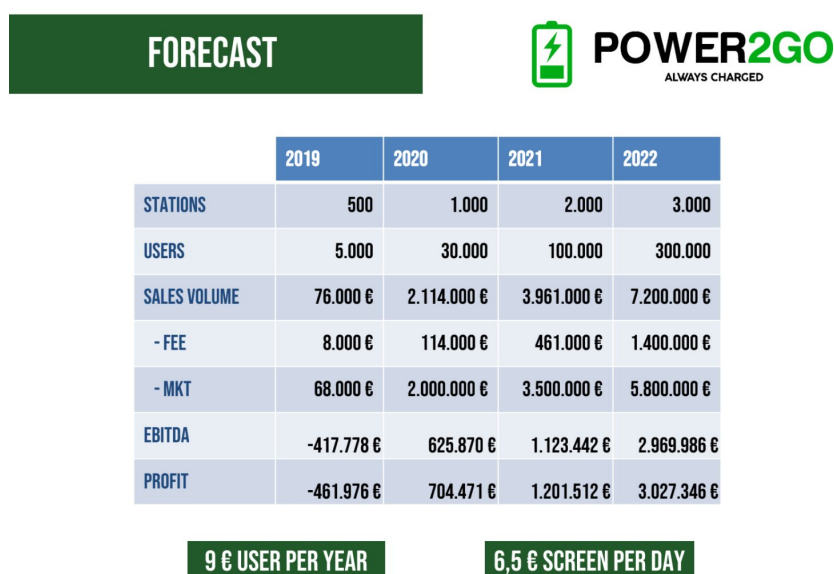 FORECAST
POWER2GO
ALWAYS CHARGED
2019 2020 2021 2022
STATIONS 500 1.000 2.000 3.000
USERS 5.000 30.000 100.000 300.000
SALES VOLUME 76.000 € 2.114.000 € 3.961.000 € 7.200.000 €
- FEE 8.000 € 114.000 € 461.000 € 1.400.000 €
- MKT 68.000 € 2.000.000 € 3.500.000 € 5.800.000 €
EBITDA -417.778 € 625.870 € 1.123.442 € 2.969.986 €
PROFIT -461.976 € 704.471 € 1.201.512 € 3.027.346 €
9 € USER PER YEAR 6,5 € SCREEN PER DAY